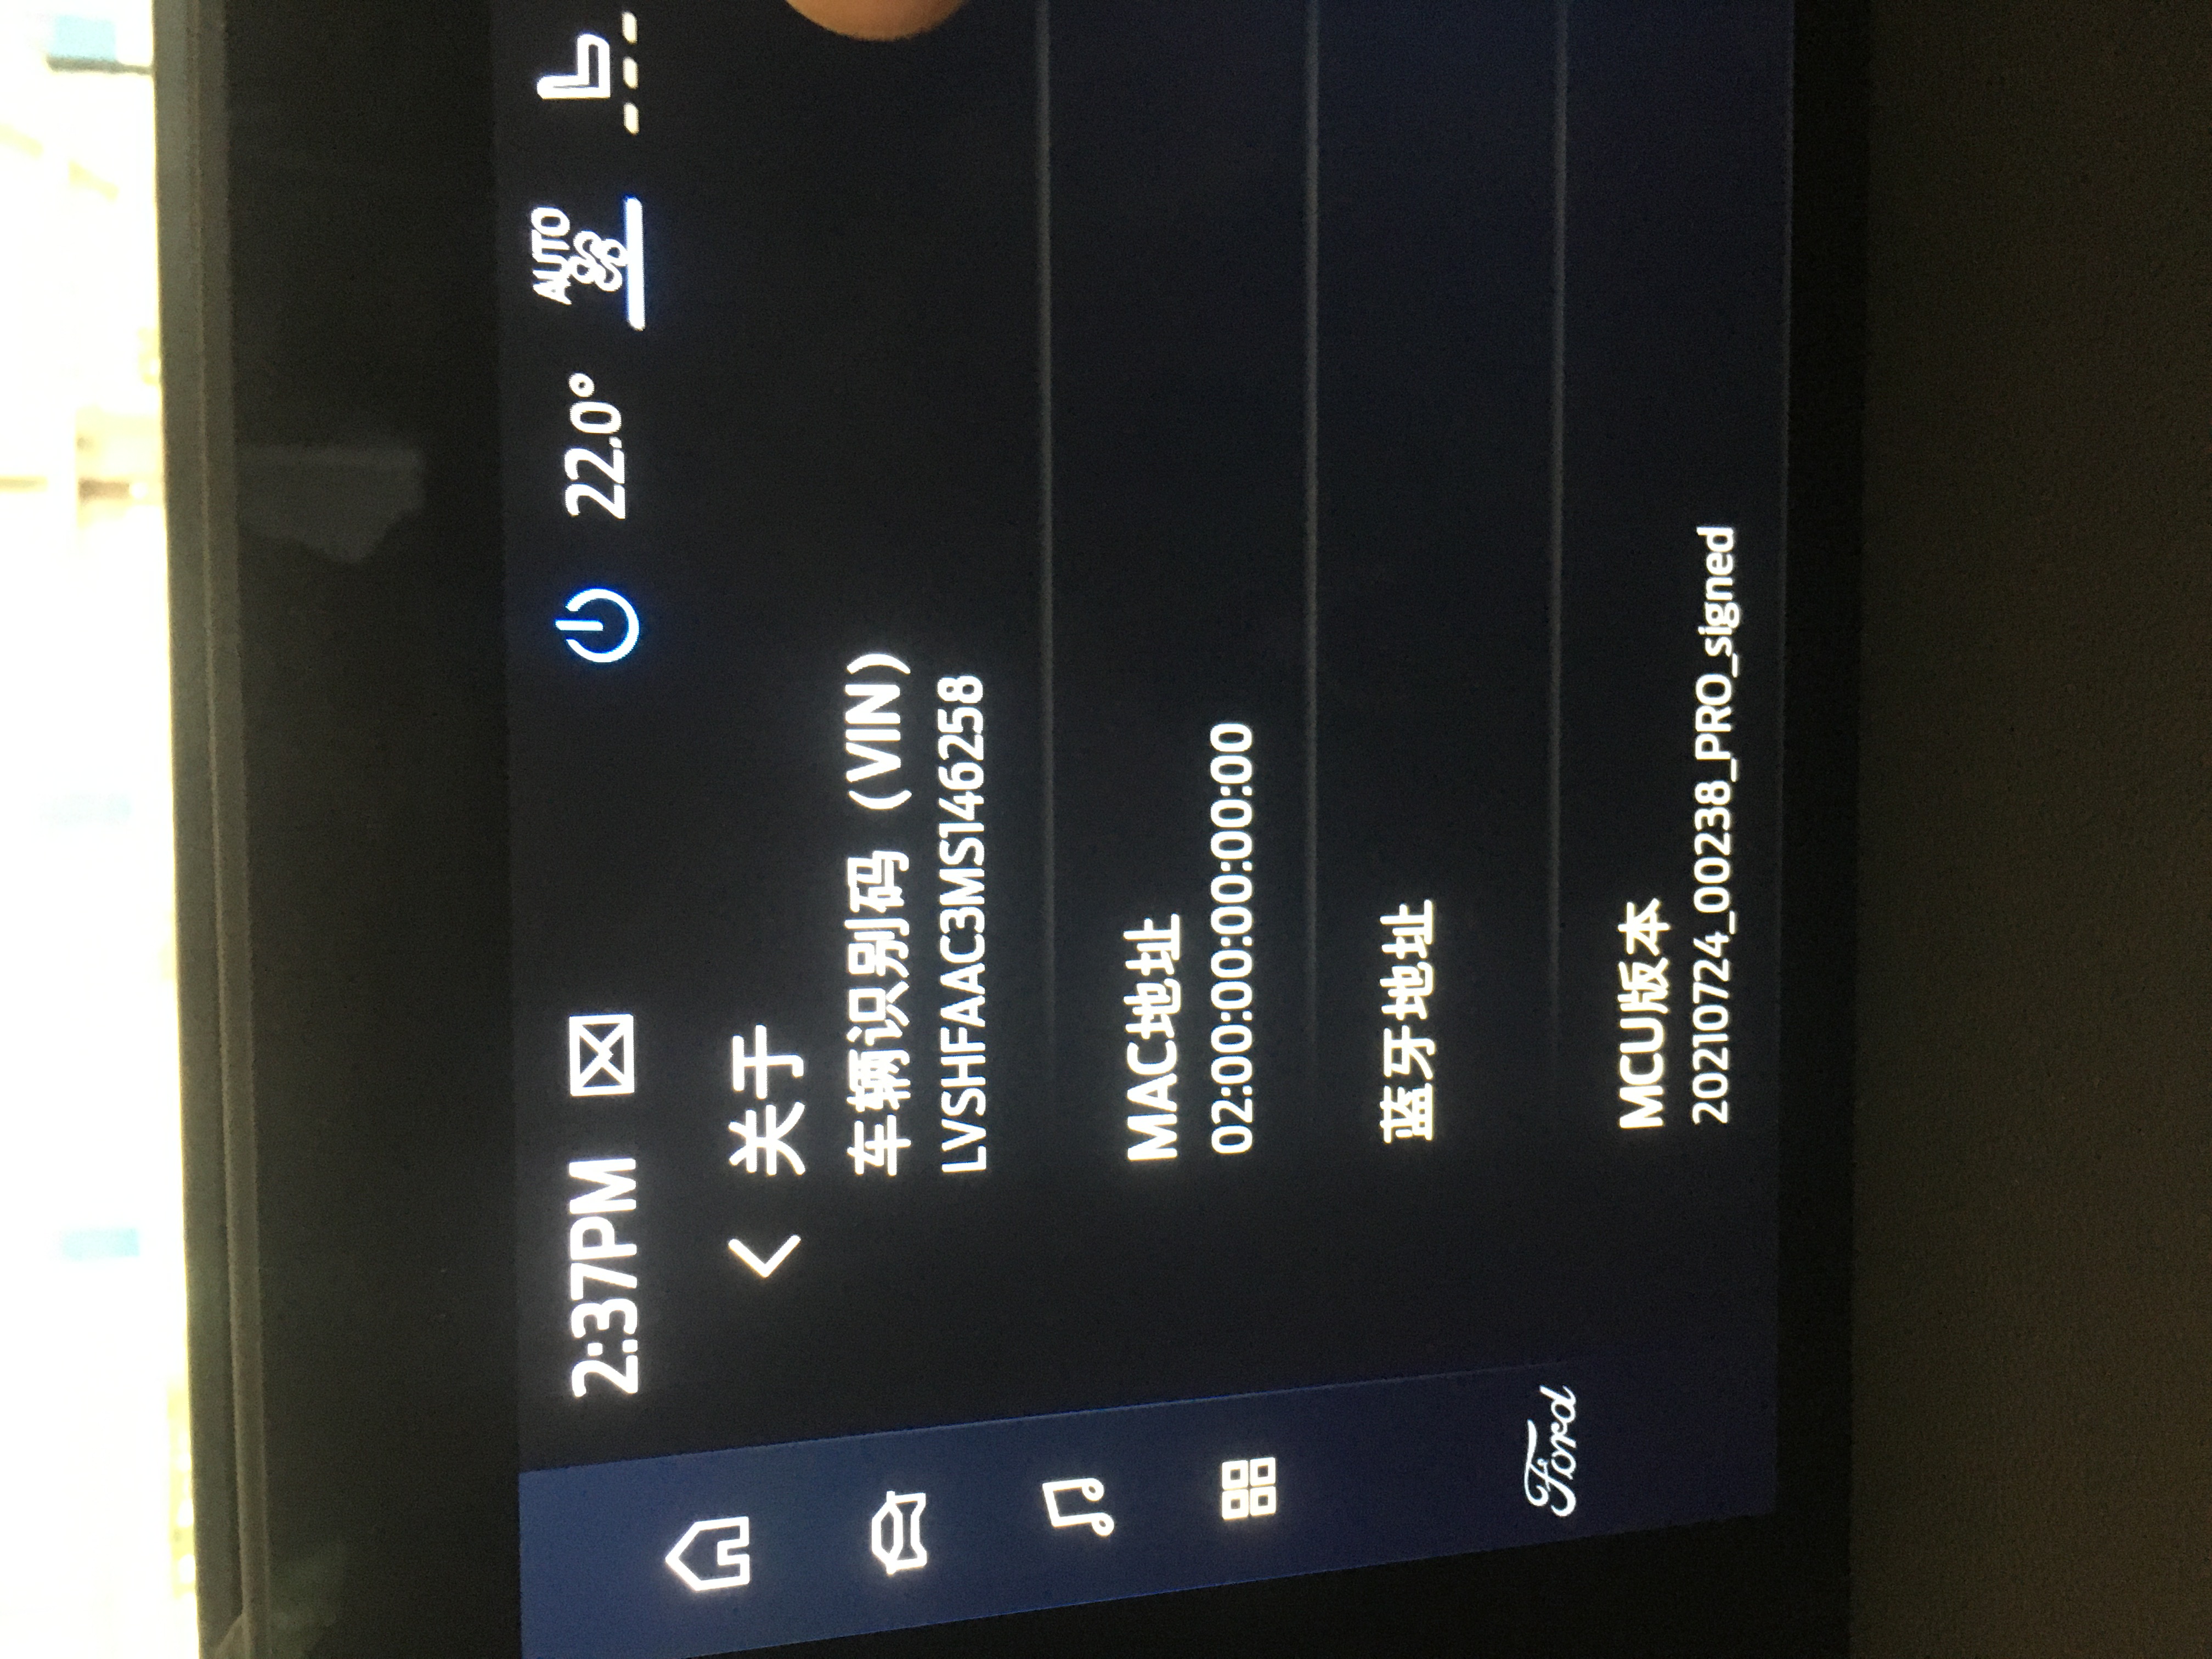 2:37PM
22.0°
AUTO
关于
车辆识别码（VIN）
LVSHFAAC3MS146258
MAC地址
02:00:00:00:00:00
蓝牙地址
Ford
MCU版本
20210724_00238_PRO_signed